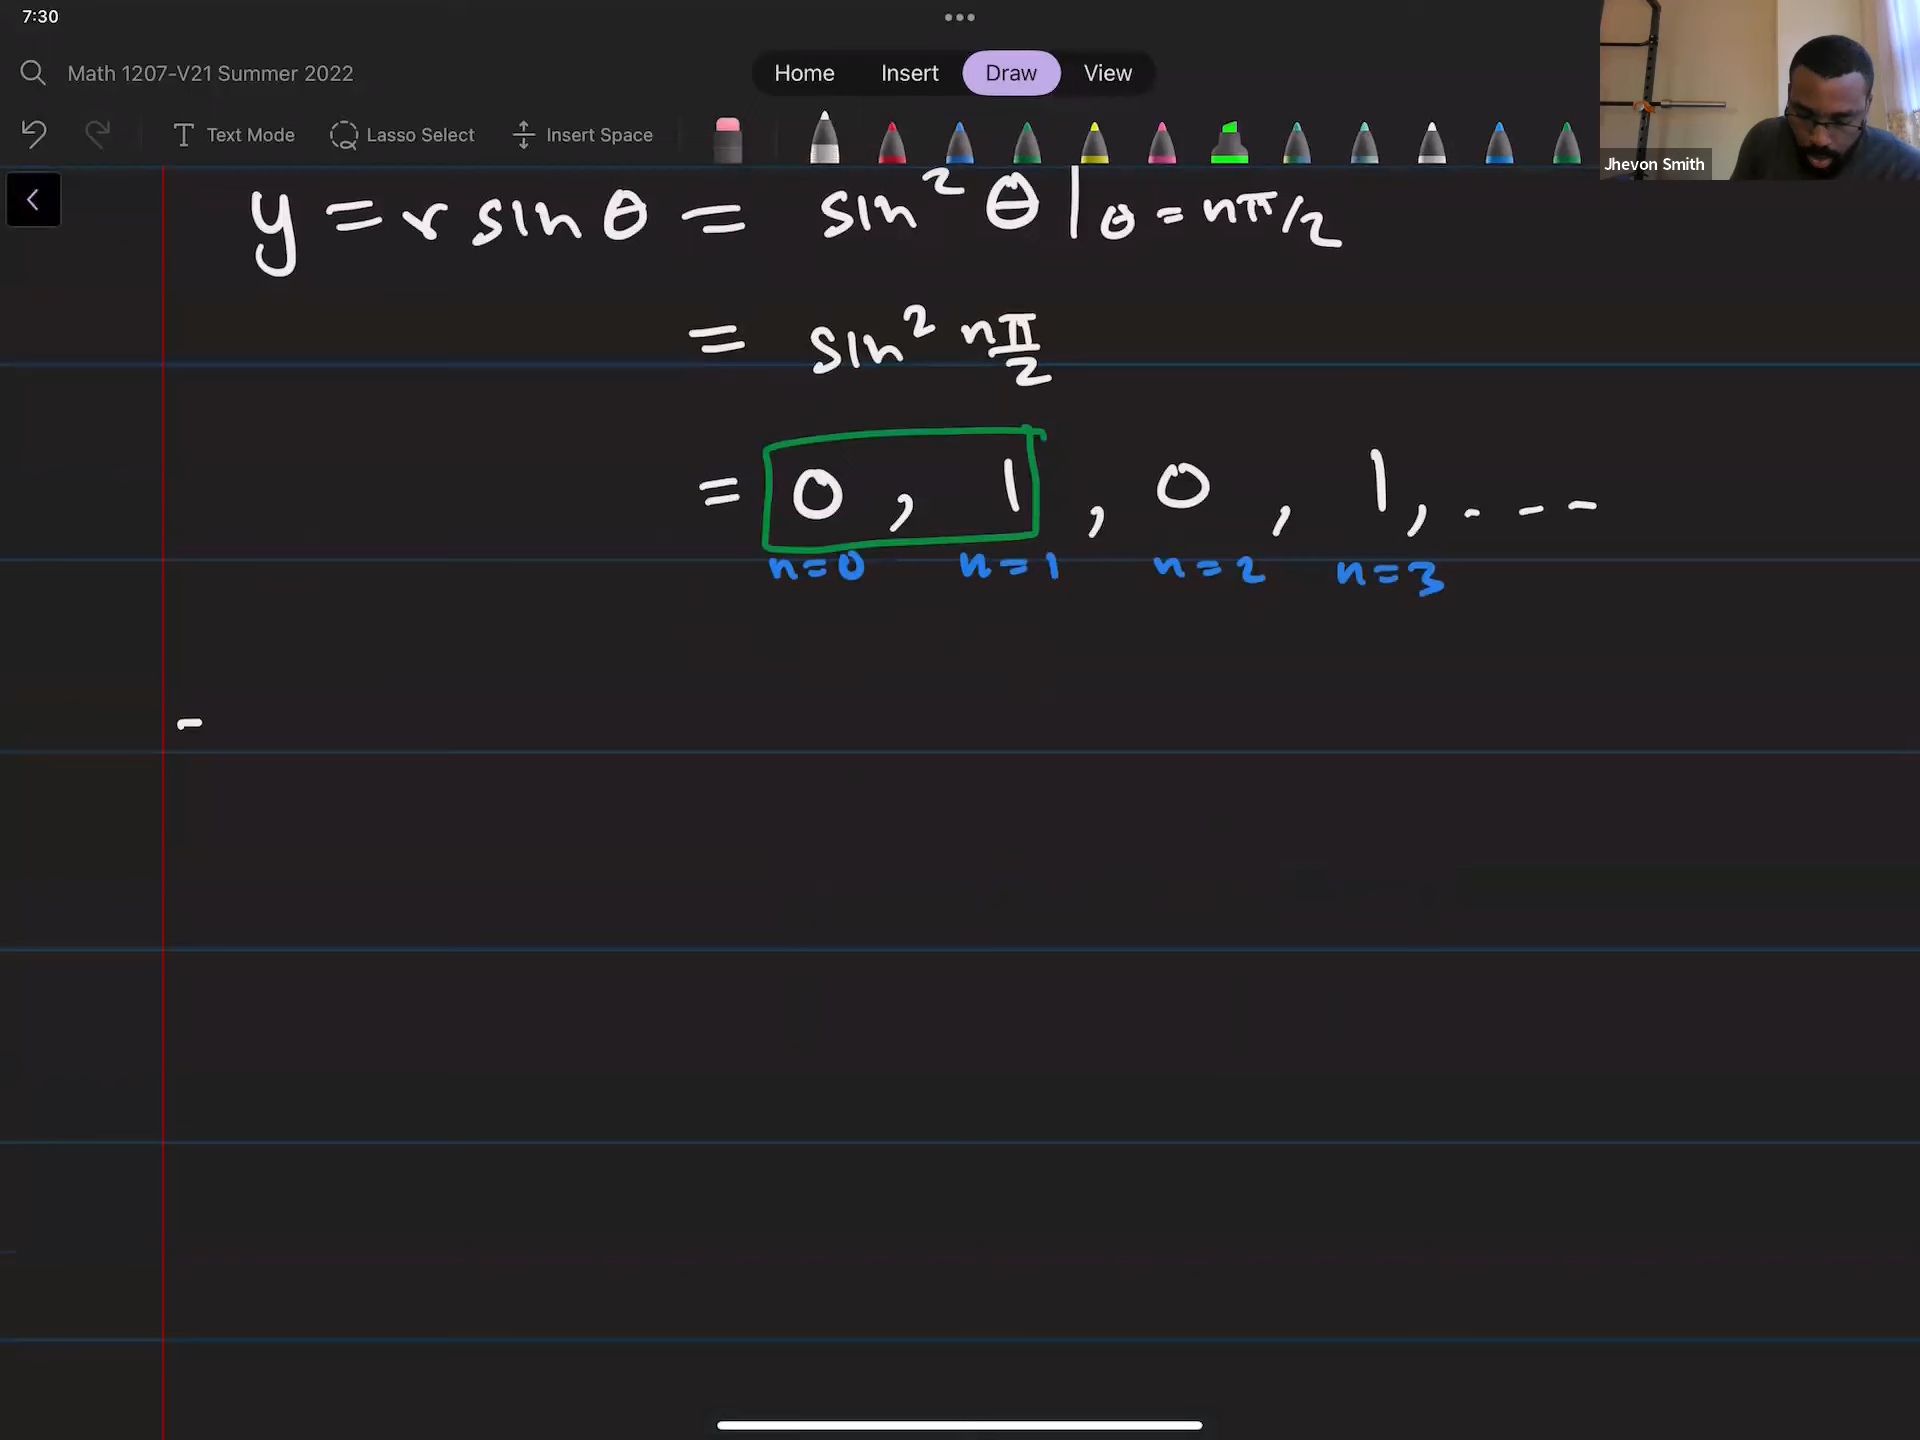 7:30
Math 1207-V21 Summer 2022
Home Insert Draw View
Text Mode Lasso Select Insert Space
Jhevon Smith
y = r sin θ = sin² θ |θ = nπ/2
= sin² nπ/2
= 0 , 1 , 0 , 1 , ---
n=0 n=1 n=2 n=3
-